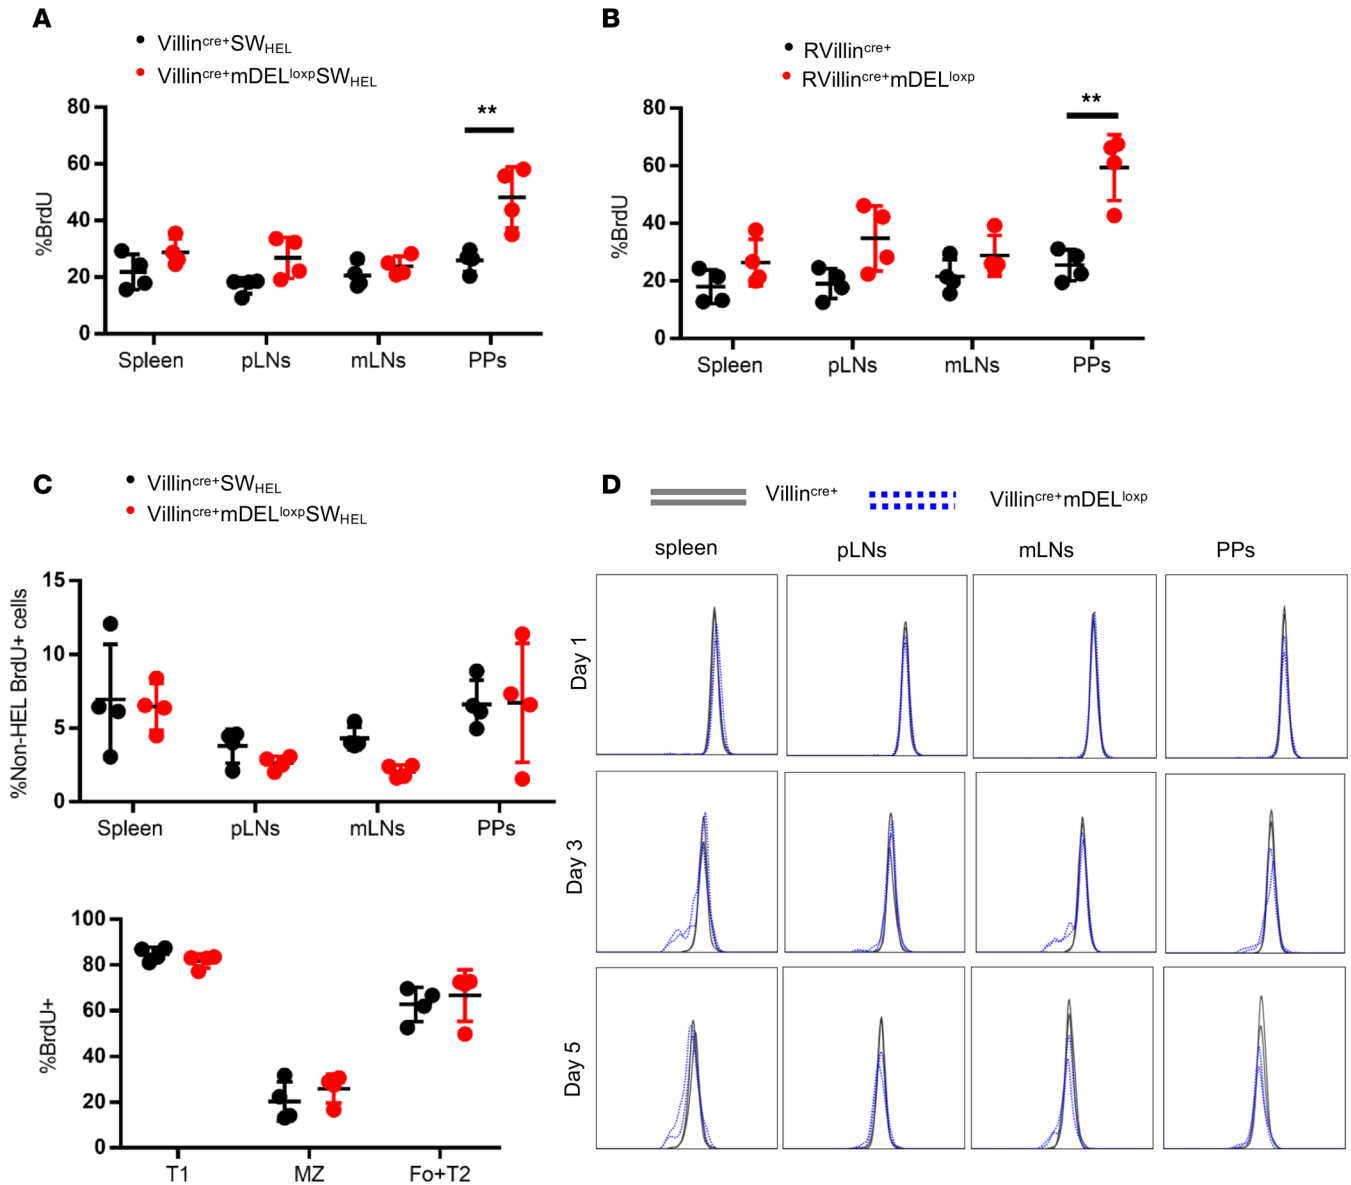 A
Villincre+SWHEL
Villincre+mDELloxpSWHEL
**
80
60
40
20
0
%BrdU
Spleen pLNs mLNs PPs
B
RVillincre+
RVillincre+mDELloxp
**
80
60
40
20
0
%BrdU
Spleen pLNs mLNs PPs
C
Villincre+SWHEL
Villincre+mDELloxpSWHEL
15
10
5
0
%Non-HEL BrdU+ cells
Spleen pLNs mLNs PPs
100
80
60
40
20
0
%BrdU+
T1 MZ Fo+T2
D
Villincre+ Villincre+mDELloxp
spleen pLNs mLNs PPs
Day 1
Day 3
Day 5